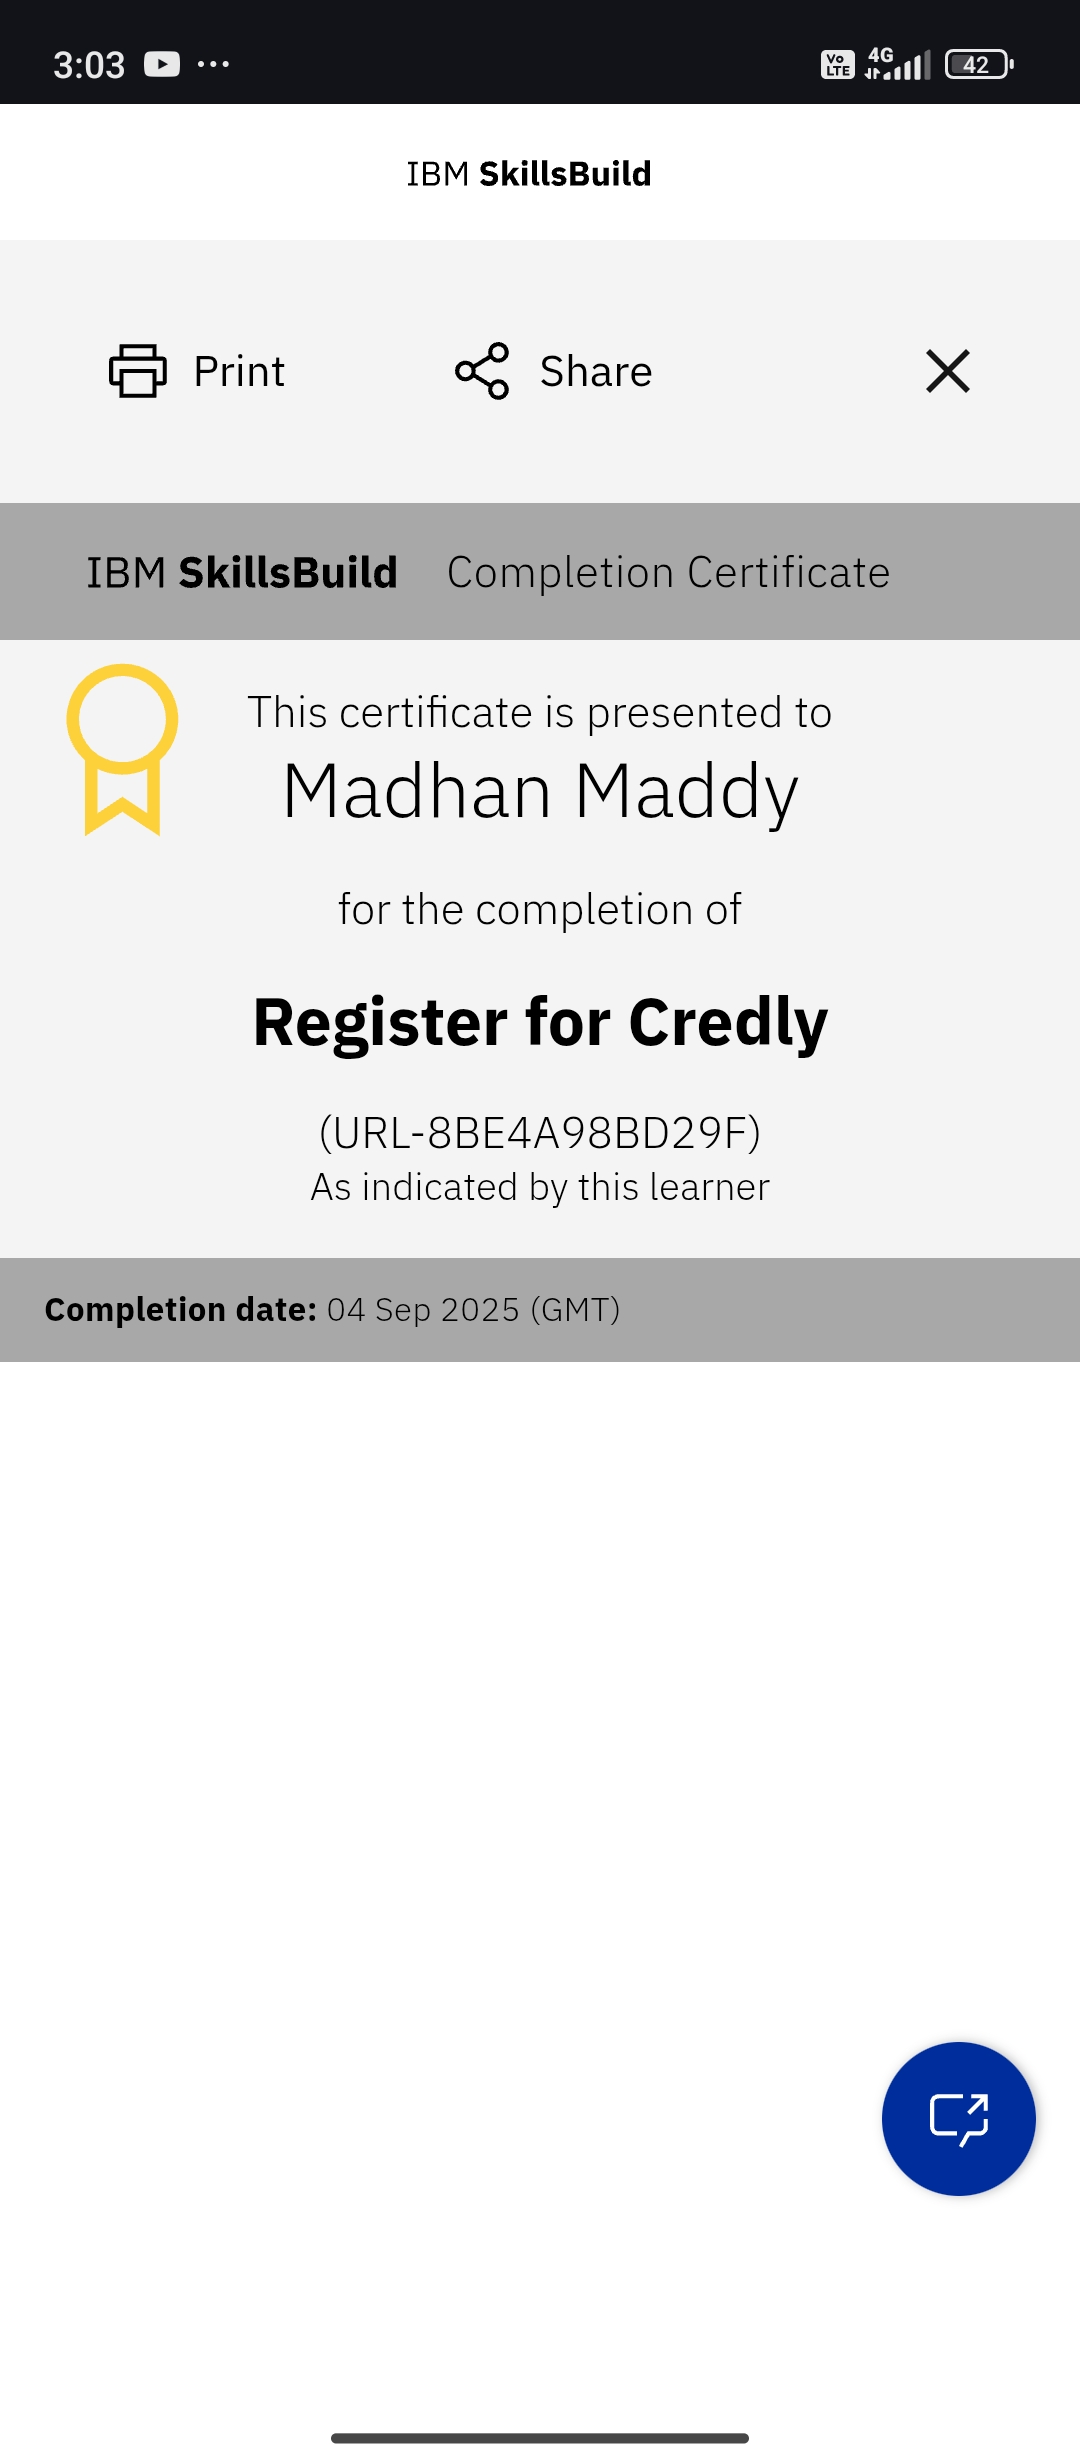 3:03
Vo LTE 4G 42
IBM SkillsBuild
Print Share
IBM SkillsBuild Completion Certificate
This certificate is presented to
Madhan Maddy
for the completion of
Register for Credly
(URL-8BE4A98BD29F)
As indicated by this learner
Completion date: 04 Sep 2025 (GMT)